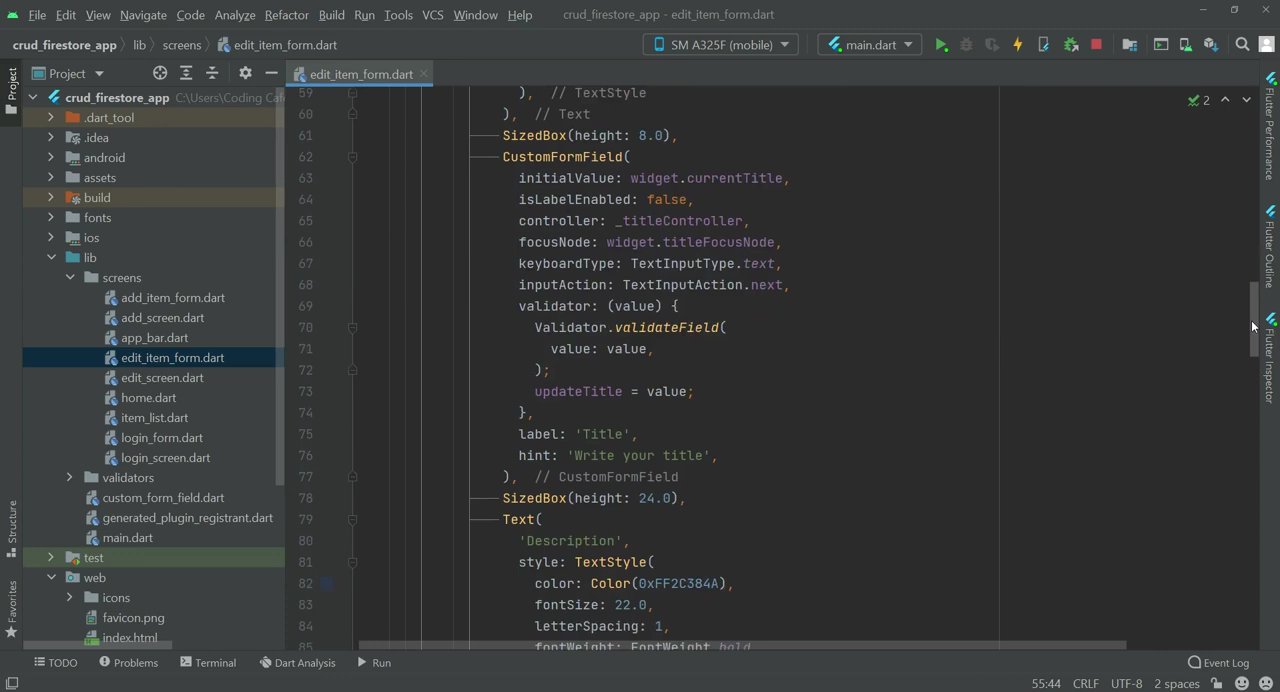 File Edit View Navigate Code Analyze Refactor Build Run Tools VCS Window Help crud_firestore_app - edit_item_form.dart
crud_firestore_app lib screens edit_item_form.dart SM A325F (mobile) main.dart
Project edit_item_form.dart
Project
crud_firestore_app C:\Users\Coding Caf
.dart_tool
.idea
android
assets
build
fonts
ios
lib
screens
add_item_form.dart
add_screen.dart
app_bar.dart
edit_item_form.dart
edit_screen.dart
home.dart
item_list.dart
login_form.dart
login_screen.dart
validators
custom_form_field.dart
generated_plugin_registrant.dart
main.dart
test
web
icons
favicon.png
index.html
Structure
Favorites
59 ), // TextStyle
60 ), // Text
61 SizedBox(height: 8.0),
62 CustomFormField(
63 initialValue: widget.currentTitle,
64 isLabelEnabled: false,
65 controller: _titleController,
66 focusNode: widget.titleFocusNode,
67 keyboardType: TextInputType.text,
68 inputAction: TextInputAction.next,
69 validator: (value) {
70 Validator.validateField(
71 value: value,
72 );
73 updateTitle = value;
74 },
75 label: 'Title',
76 hint: 'Write your title',
77 ), // CustomFormField
78 SizedBox(height: 24.0),
79 Text(
80 'Description',
81 style: TextStyle(
82 color: Color(0xFF2C384A),
83 fontSize: 22.0,
84 letterSpacing: 1,
85 fontWeight: FontWeight.bold
2
Flutter Performance
Flutter Outline
Flutter Inspector
TODO Problems Terminal Dart Analysis Run Event Log
55:44 CRLF UTF-8 2 spaces